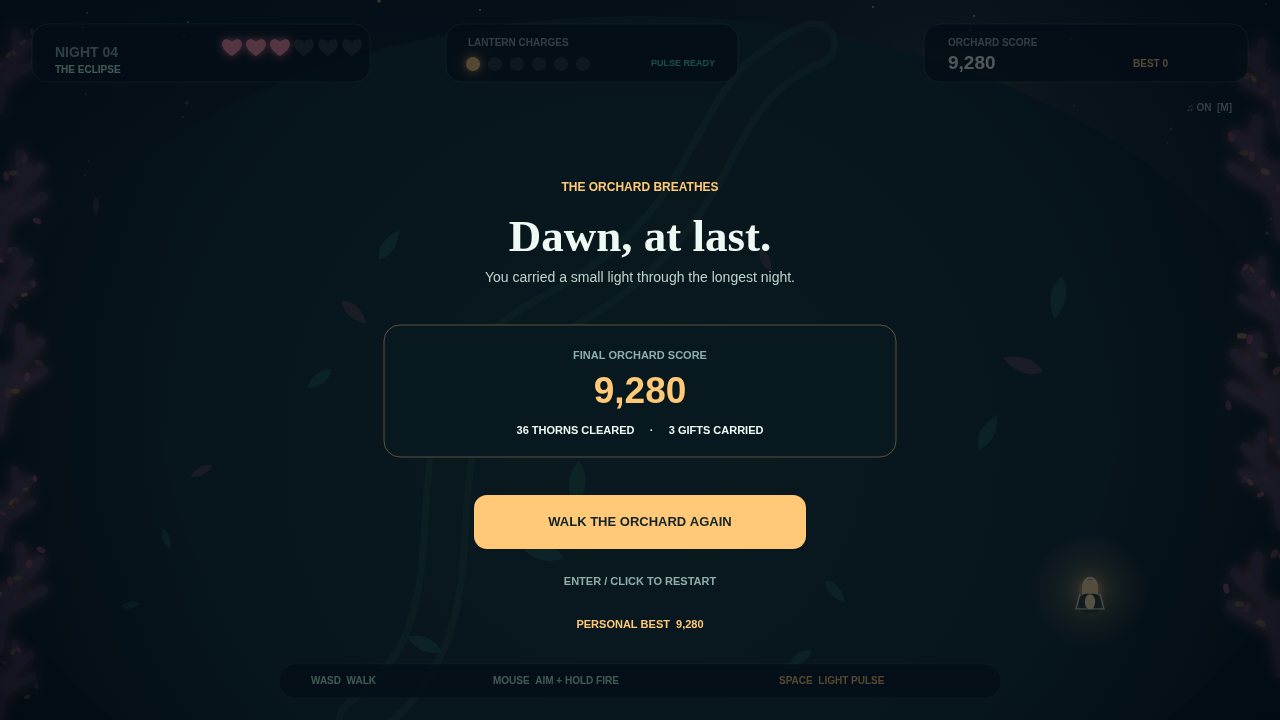 NIGHT 04
THE ECLIPSE
LANTERN CHARGES
PULSE READY
ORCHARD SCORE
9,280
BEST 0
♫ ON [M]
THE ORCHARD BREATHES
Dawn, at last.
You carried a small light through the longest night.
FINAL ORCHARD SCORE
9,280
36 THORNS CLEARED · 3 GIFTS CARRIED
WALK THE ORCHARD AGAIN
ENTER / CLICK TO RESTART
PERSONAL BEST 9,280
WASD WALK
MOUSE AIM + HOLD FIRE
SPACE LIGHT PULSE